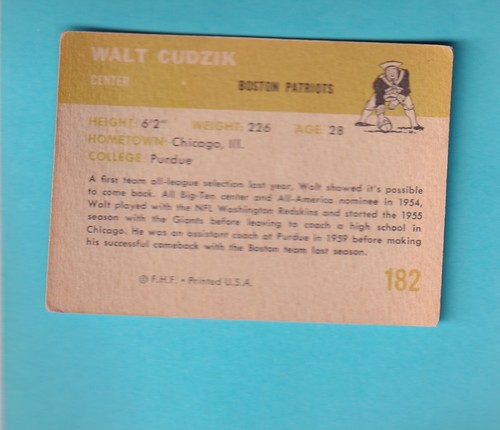 WALT CUDZIK
CENTER BOSTON PATRIOTS
HEIGHT: 6'2" WEIGHT: 226 AGE: 28
HOMETOWN: Chicago, Ill.
COLLEGE: Purdue
A first team all-league selection last year, Walt showed it's possible
to come back. All Big-Ten center and All-America nominee in 1954,
Walt played with the NFL Washington Redskins and started the 1955
season with the Giants before leaving to coach a high school in
Chicago. He was an assistant coach at Purdue in 1959 before making
his successful comeback with the Boston team last season.
© F.H.F. • Printed U.S.A.
182